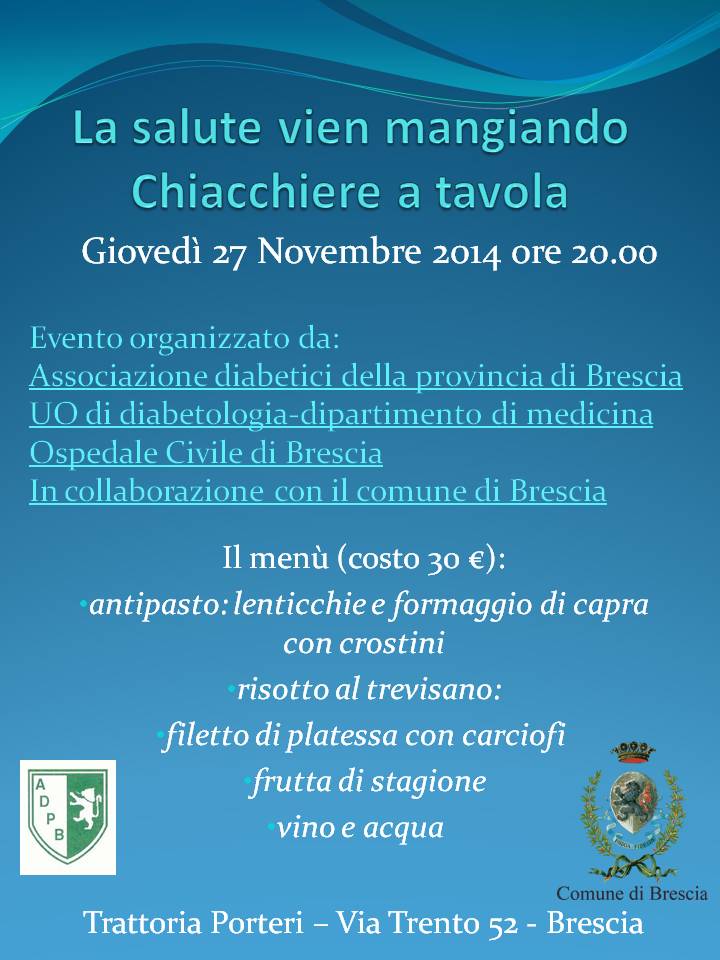 La salute vien mangiando
Chiacchiere a tavola
Giovedì 27 Novembre 2014 ore 20.00
Evento organizzato da:
Associazione diabetici della provincia di Brescia
UO di diabetologia-dipartimento di medicina
Ospedale Civile di Brescia
In collaborazione con il comune di Brescia
Il menù (costo 30 €):
•antipasto: lenticchie e formaggio di capra
con crostini
•risotto al trevisano:
•filetto di platessa con carciofi
•frutta di stagione
•vino e acqua
A
D
P
B
Comune di Brescia
Trattoria Porteri – Via Trento 52 - Brescia